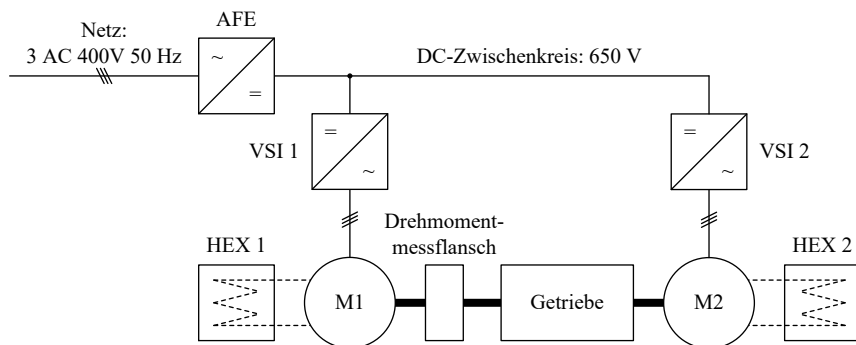 AFE
Netz:
3 AC 400V 50 Hz
~
=
DC-Zwischenkreis: 650 V
=
~
VSI 1
=
~
VSI 2
Drehmoment-
messflansch
HEX 1
HEX 2
M1
Getriebe
M2